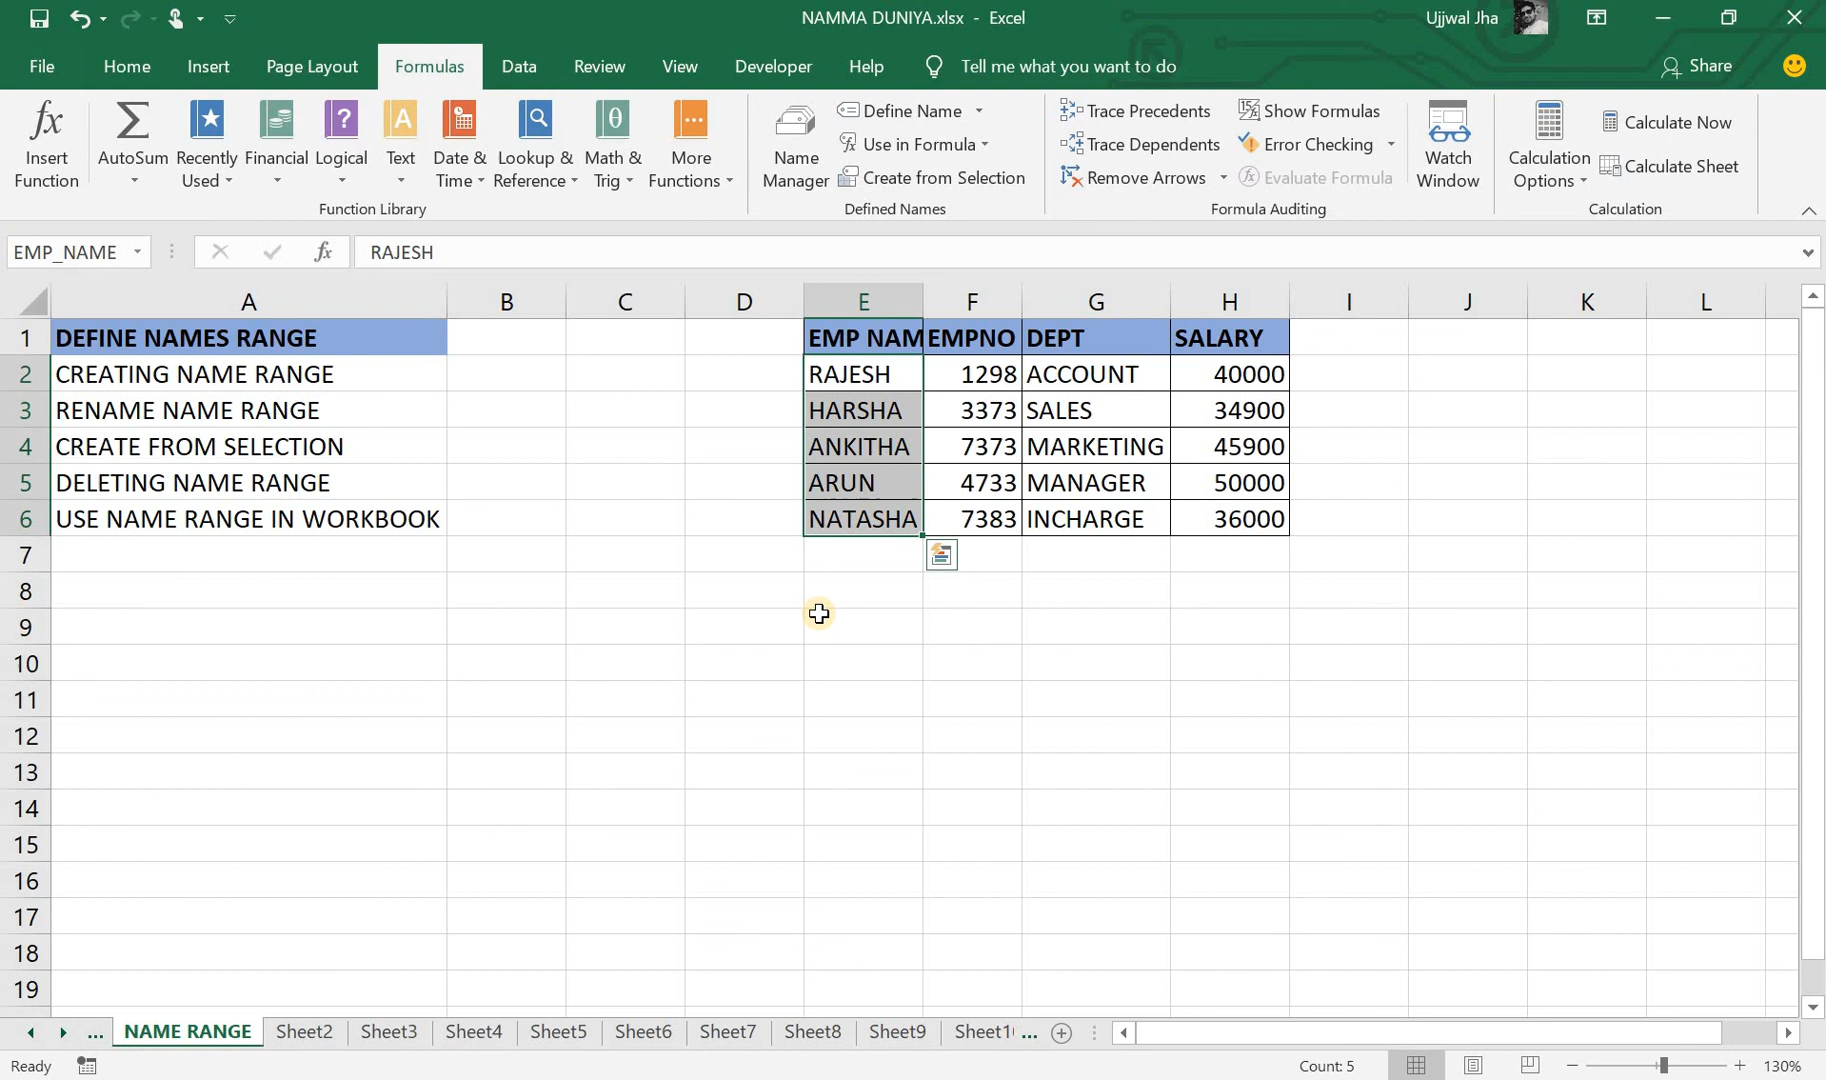 NAMMA DUNIYA.xlsx - Excel
Ujjwal Jha
File Home Insert Page Layout Formulas Data Review View Developer Help Tell me what you want to do Share
Insert Function
AutoSum
Recently Used
Financial
Logical
Text
Date & Time
Lookup & Reference
Math & Trig
More Functions
Function Library
Name Manager
Define Name
Use in Formula
Create from Selection
Defined Names
Trace Precedents
Trace Dependents
Remove Arrows
Show Formulas
Error Checking
Evaluate Formula
Watch Window
Formula Auditing
Calculation Options
Calculate Now
Calculate Sheet
Calculation
EMP_NAME fx RAJESH
A B C D E F G H I J K L
1 DEFINE NAMES RANGE EMP NAM EMPNO DEPT SALARY
2 CREATING NAME RANGE RAJESH 1298 ACCOUNT 40000
3 RENAME NAME RANGE HARSHA 3373 SALES 34900
4 CREATE FROM SELECTION ANKITHA 7373 MARKETING 45900
5 DELETING NAME RANGE ARUN 4733 MANAGER 50000
6 USE NAME RANGE IN WORKBOOK NATASHA 7383 INCHARGE 36000
7
8
9
10
11
12
13
14
15
16
17
18
19
... NAME RANGE Sheet2 Sheet3 Sheet4 Sheet5 Sheet6 Sheet7 Sheet8 Sheet9 Sheet1 ...
Ready Count: 5 130%